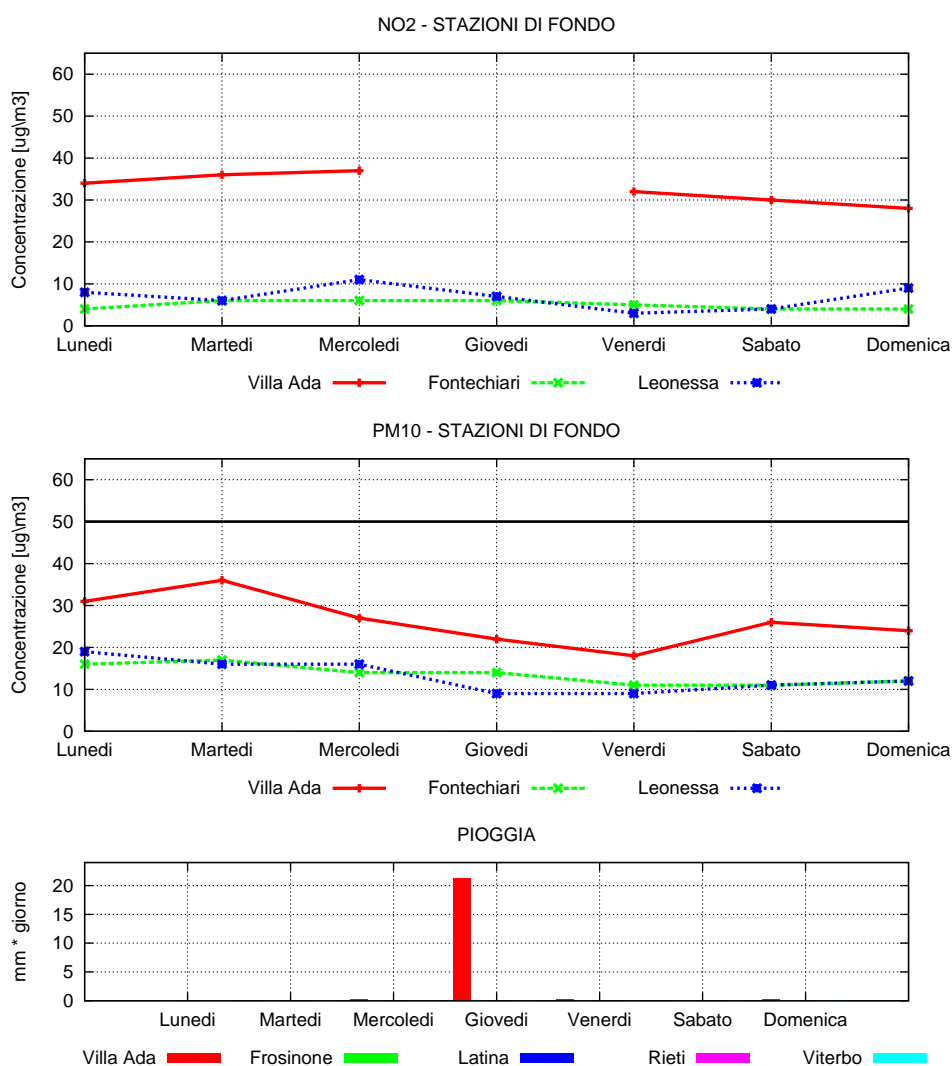 NO2 - STAZIONI DI FONDO
Concentrazione [ug\m3]
60
50
40
30
20
10
0
Lunedi Martedi Mercoledi Giovedi Venerdi Sabato Domenica
Villa Ada Fontechiari Leonessa
PM10 - STAZIONI DI FONDO
Concentrazione [ug\m3]
60
50
40
30
20
10
0
Lunedi Martedi Mercoledi Giovedi Venerdi Sabato Domenica
Villa Ada Fontechiari Leonessa
PIOGGIA
mm * giorno
20
15
10
5
0
Lunedi Martedi Mercoledi Giovedi Venerdi Sabato Domenica
Villa Ada Frosinone Latina Rieti Viterbo